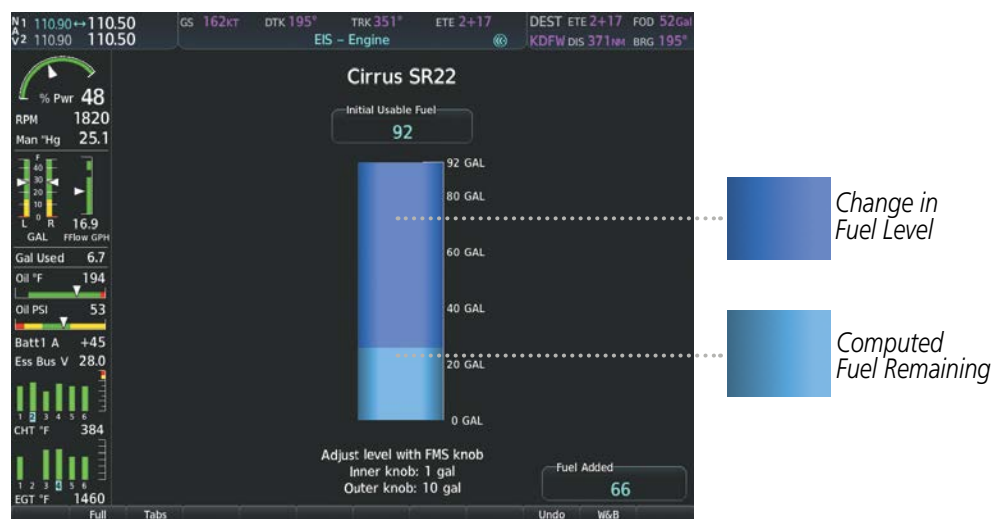 N1 110.90↔110.50 GS 162KT DTK 195° TRK 351° ETE 2+17 DEST ETE 2+17 FOD 52Gal
A
V2 110.90 110.50 EIS – Engine KDFW DIS 371NM BRG 195°
% Pwr 48
RPM 1820
Man "Hg 25.1
F
40
30
20
10
0
L R 16.9
GAL FFlow GPH
Gal Used 6.7
Oil °F 194
Oil PSI 53
Batt1 A +45
Ess Bus V 28.0
1 2 3 4 5 6
CHT °F 384
1 2 3 4 5 6
EGT °F 1460
Cirrus SR22
Initial Usable Fuel
92
92 GAL
80 GAL
60 GAL
40 GAL
20 GAL
0 GAL
Adjust level with FMS knob
Inner knob: 1 gal
Outer knob: 10 gal
Fuel Added
66
Full Tabs Undo W&B
Change in
Fuel Level
Computed
Fuel Remaining